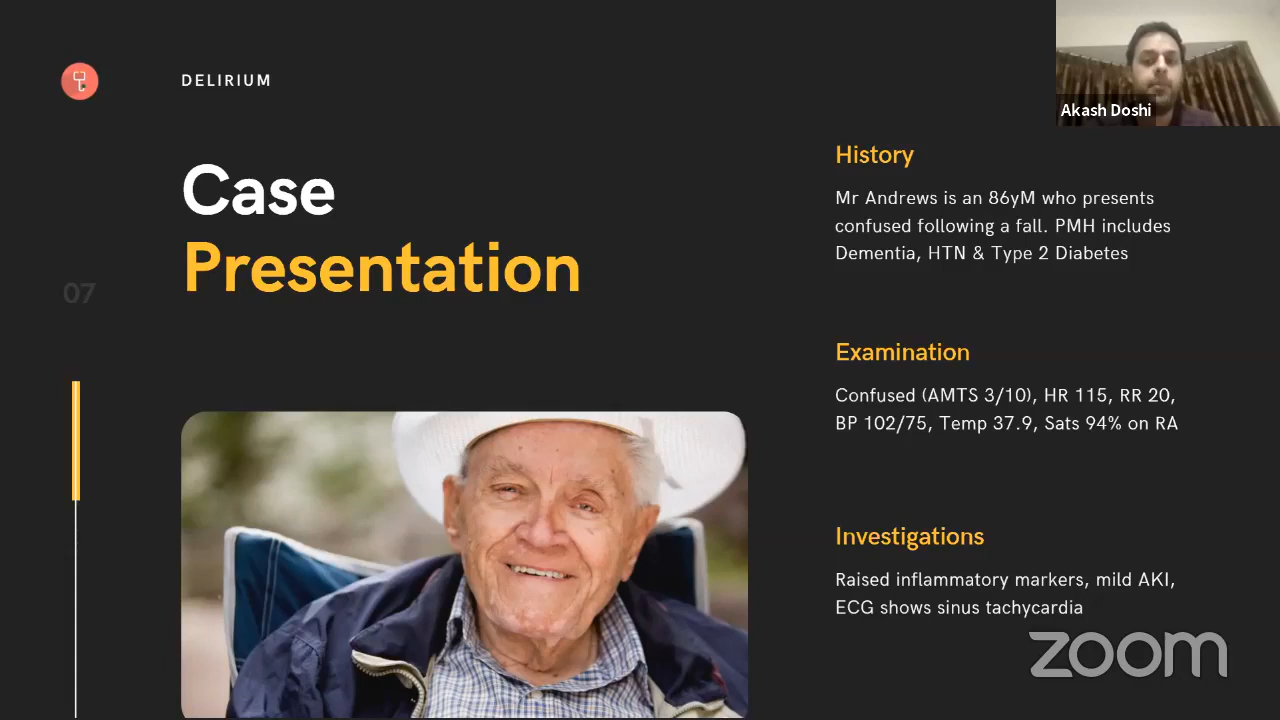 DELIRIUM
Akash Doshi
Case
Presentation
07
History
Mr Andrews is an 86yM who presents
confused following a fall. PMH includes
Dementia, HTN & Type 2 Diabetes
Examination
Confused (AMTS 3/10), HR 115, RR 20,
BP 102/75, Temp 37.9, Sats 94% on RA
Investigations
Raised inflammatory markers, mild AKI,
ECG shows sinus tachycardia
zoom